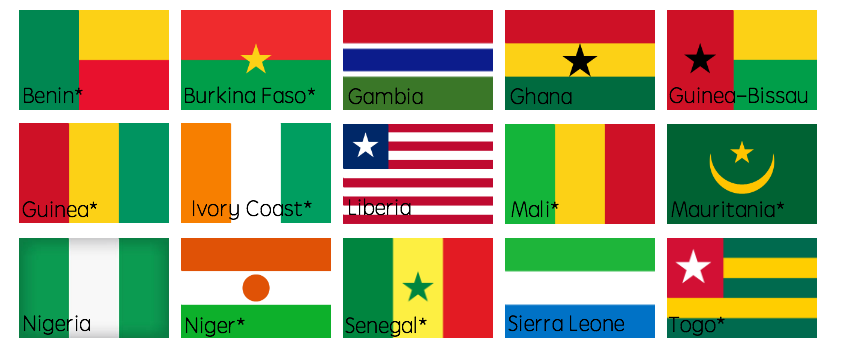 Benin*
Burkina Faso*
Gambia
Ghana
Guinea-Bissau
Guinea*
Ivory Coast*
Liberia
Mali*
Mauritania*
Nigeria
Niger*
Senegal*
Sierra Leone
Togo*